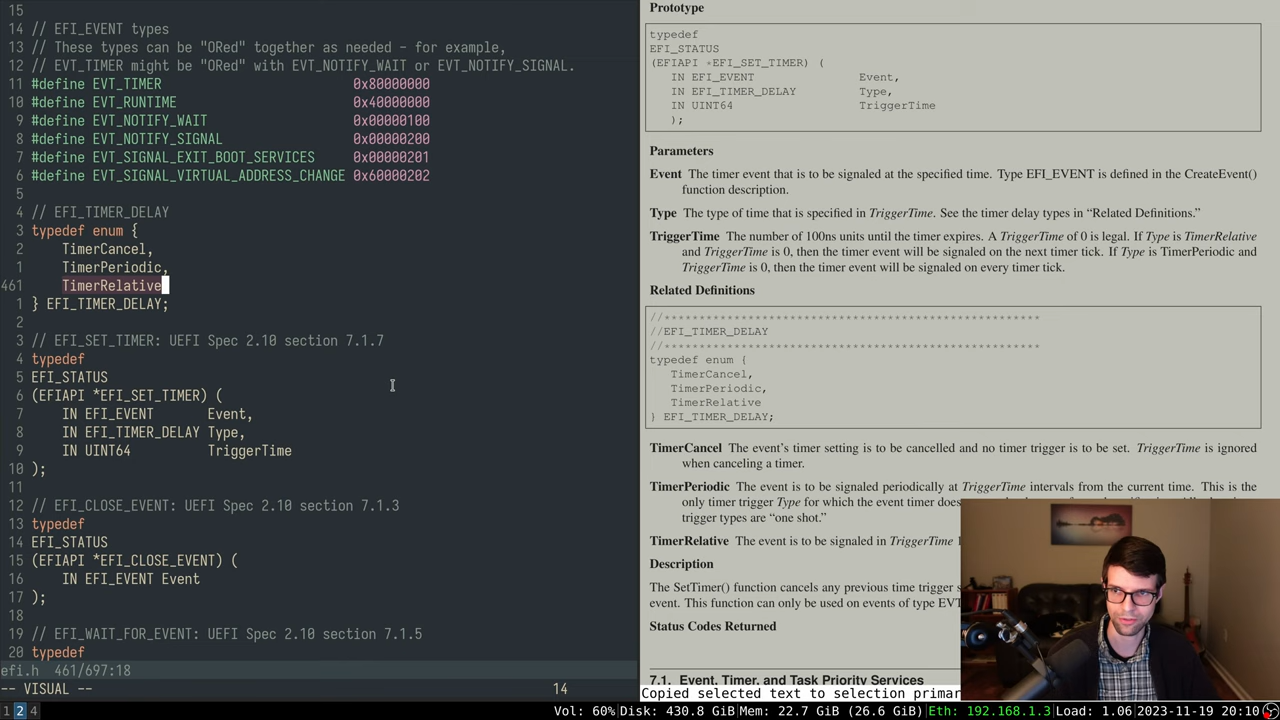 15
14 // EFI_EVENT types
13 // These types can be "ORed" together as needed - for example,
12 // EVT_TIMER might be "ORed" with EVT_NOTIFY_WAIT or EVT_NOTIFY_SIGNAL.
11 #define EVT_TIMER 0x80000000
10 #define EVT_RUNTIME 0x40000000
9 #define EVT_NOTIFY_WAIT 0x00000100
8 #define EVT_NOTIFY_SIGNAL 0x00000200
7 #define EVT_SIGNAL_EXIT_BOOT_SERVICES 0x00000201
6 #define EVT_SIGNAL_VIRTUAL_ADDRESS_CHANGE 0x60000202
5
4 // EFI_TIMER_DELAY
3 typedef enum {
2 TimerCancel,
1 TimerPeriodic,
461 TimerRelative
1 } EFI_TIMER_DELAY;
2
3 // EFI_SET_TIMER: UEFI Spec 2.10 section 7.1.7
4 typedef
5 EFI_STATUS
6 (EFIAPI *EFI_SET_TIMER) (
7 IN EFI_EVENT Event,
8 IN EFI_TIMER_DELAY Type,
9 IN UINT64 TriggerTime
10 );
11
12 // EFI_CLOSE_EVENT: UEFI Spec 2.10 section 7.1.3
13 typedef
14 EFI_STATUS
15 (EFIAPI *EFI_CLOSE_EVENT) (
16 IN EFI_EVENT Event
17 );
18
19 // EFI_WAIT_FOR_EVENT: UEFI Spec 2.10 section 7.1.5
20 typedef
efi.h 461/697:18
-- VISUAL -- 14
Prototype
typedef
EFI_STATUS
(EFIAPI *EFI_SET_TIMER) (
IN EFI_EVENT Event,
IN EFI_TIMER_DELAY Type,
IN UINT64 TriggerTime
);
Parameters
Event The timer event that is to be signaled at the specified time. Type EFI_EVENT is defined in the CreateEvent()
function description.
Type The type of time that is specified in TriggerTime. See the timer delay types in “Related Definitions.”
TriggerTime The number of 100ns units until the timer expires. A TriggerTime of 0 is legal. If Type is TimerRelative
and TriggerTime is 0, then the timer event will be signaled on the next timer tick. If Type is TimerPeriodic and
TriggerTime is 0, then the timer event will be signaled on every timer tick.
Related Definitions
//*****************************************************
//EFI_TIMER_DELAY
//*****************************************************
typedef enum {
TimerCancel,
TimerPeriodic,
TimerRelative
} EFI_TIMER_DELAY;
TimerCancel The event’s timer setting is to be cancelled and no timer trigger is to be set. TriggerTime is ignored
when canceling a timer.
TimerPeriodic The event is to be signaled periodically at TriggerTime intervals from the current time. This is the
only timer trigger Type for which the event timer does
trigger types are “one shot.”
TimerRelative The event is to be signaled in TriggerTime
Description
The SetTimer() function cancels any previous time trigger
event. This function can only be used on events of type EVT
Status Codes Returned
7.1. Event, Timer, and Task Priority Services
Copied selected text to selection primar
1 2 4 Vol: 60% Disk: 430.8 GiB Mem: 22.7 GiB (26.6 GiB) Eth: 192.168.1.3 Load: 1.06 2023-11-19 20:10